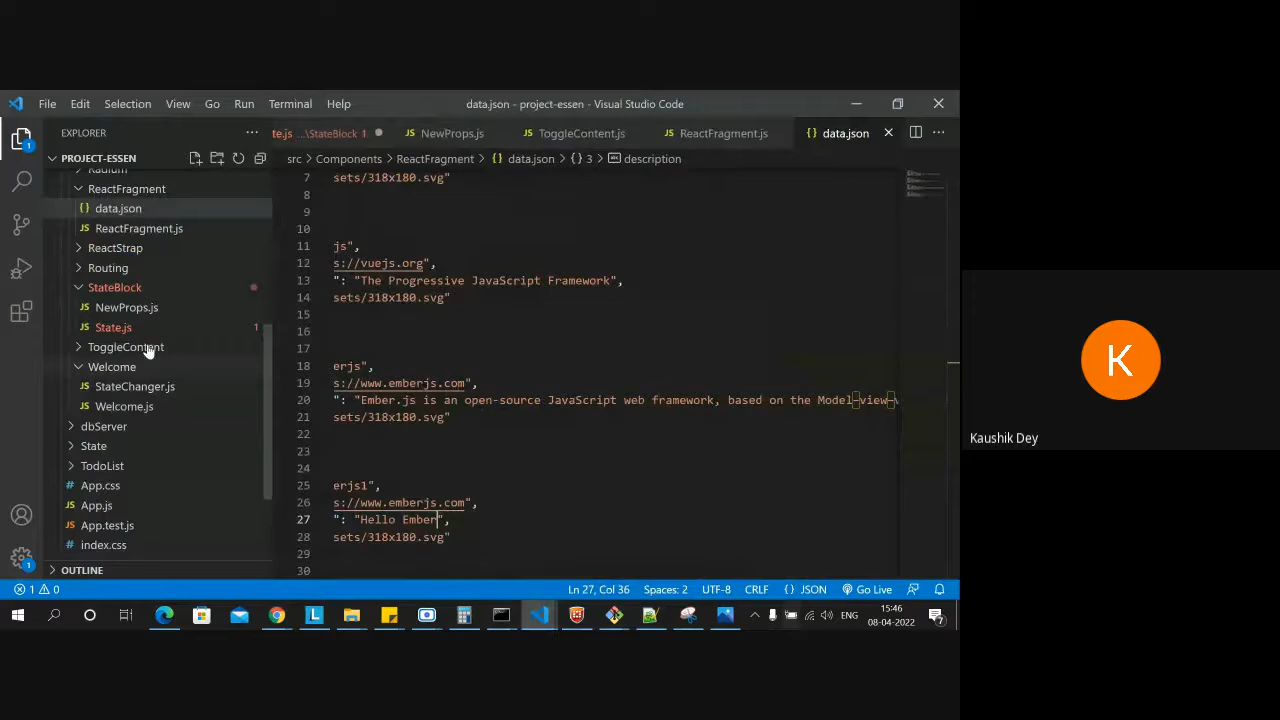 File Edit Selection View Go Run Terminal Help
data.json - project-essen - Visual Studio Code
EXPLORER
te.js ...\StateBlock 1
NewProps.js
ToggleContent.js
ReactFragment.js
data.json
PROJECT-ESSEN
src > Components > ReactFragment > data.json > 3 > description
Radium
ReactFragment
data.json
ReactFragment.js
ReactStrap
Routing
StateBlock
NewProps.js
State.js 1
ToggleContent
Welcome
StateChanger.js
Welcome.js
dbServer
State
TodoList
App.css
App.js
App.test.js
index.css
OUTLINE
7 sets/318x180.svg"
8
9
10
11 js",
12 s://vuejs.org",
13 ": "The Progressive JavaScript Framework",
14 sets/318x180.svg"
15
16
17
18 erjs",
19 s://www.emberjs.com",
20 ": "Ember.js is an open-source JavaScript web framework, based on the Model-view-
21 sets/318x180.svg"
22
23
24
25 erjs1",
26 s://www.emberjs.com",
27 ": "Hello Ember",
28 sets/318x180.svg"
29
30
1 0
Ln 27, Col 36 Spaces: 2 UTF-8 CRLF {} JSON Go Live
ENG
15:46
08-04-2022
K
Kaushik Dey